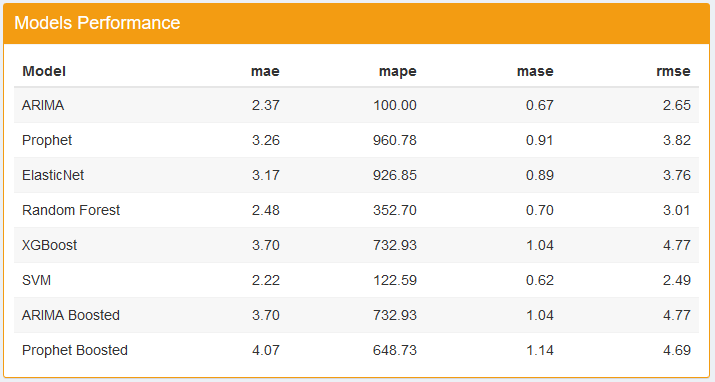 Models Performance
Model mae mape mase rmse
ARIMA 2.37 100.00 0.67 2.65
Prophet 3.26 960.78 0.91 3.82
ElasticNet 3.17 926.85 0.89 3.76
Random Forest 2.48 352.70 0.70 3.01
XGBoost 3.70 732.93 1.04 4.77
SVM 2.22 122.59 0.62 2.49
ARIMA Boosted 3.70 732.93 1.04 4.77
Prophet Boosted 4.07 648.73 1.14 4.69